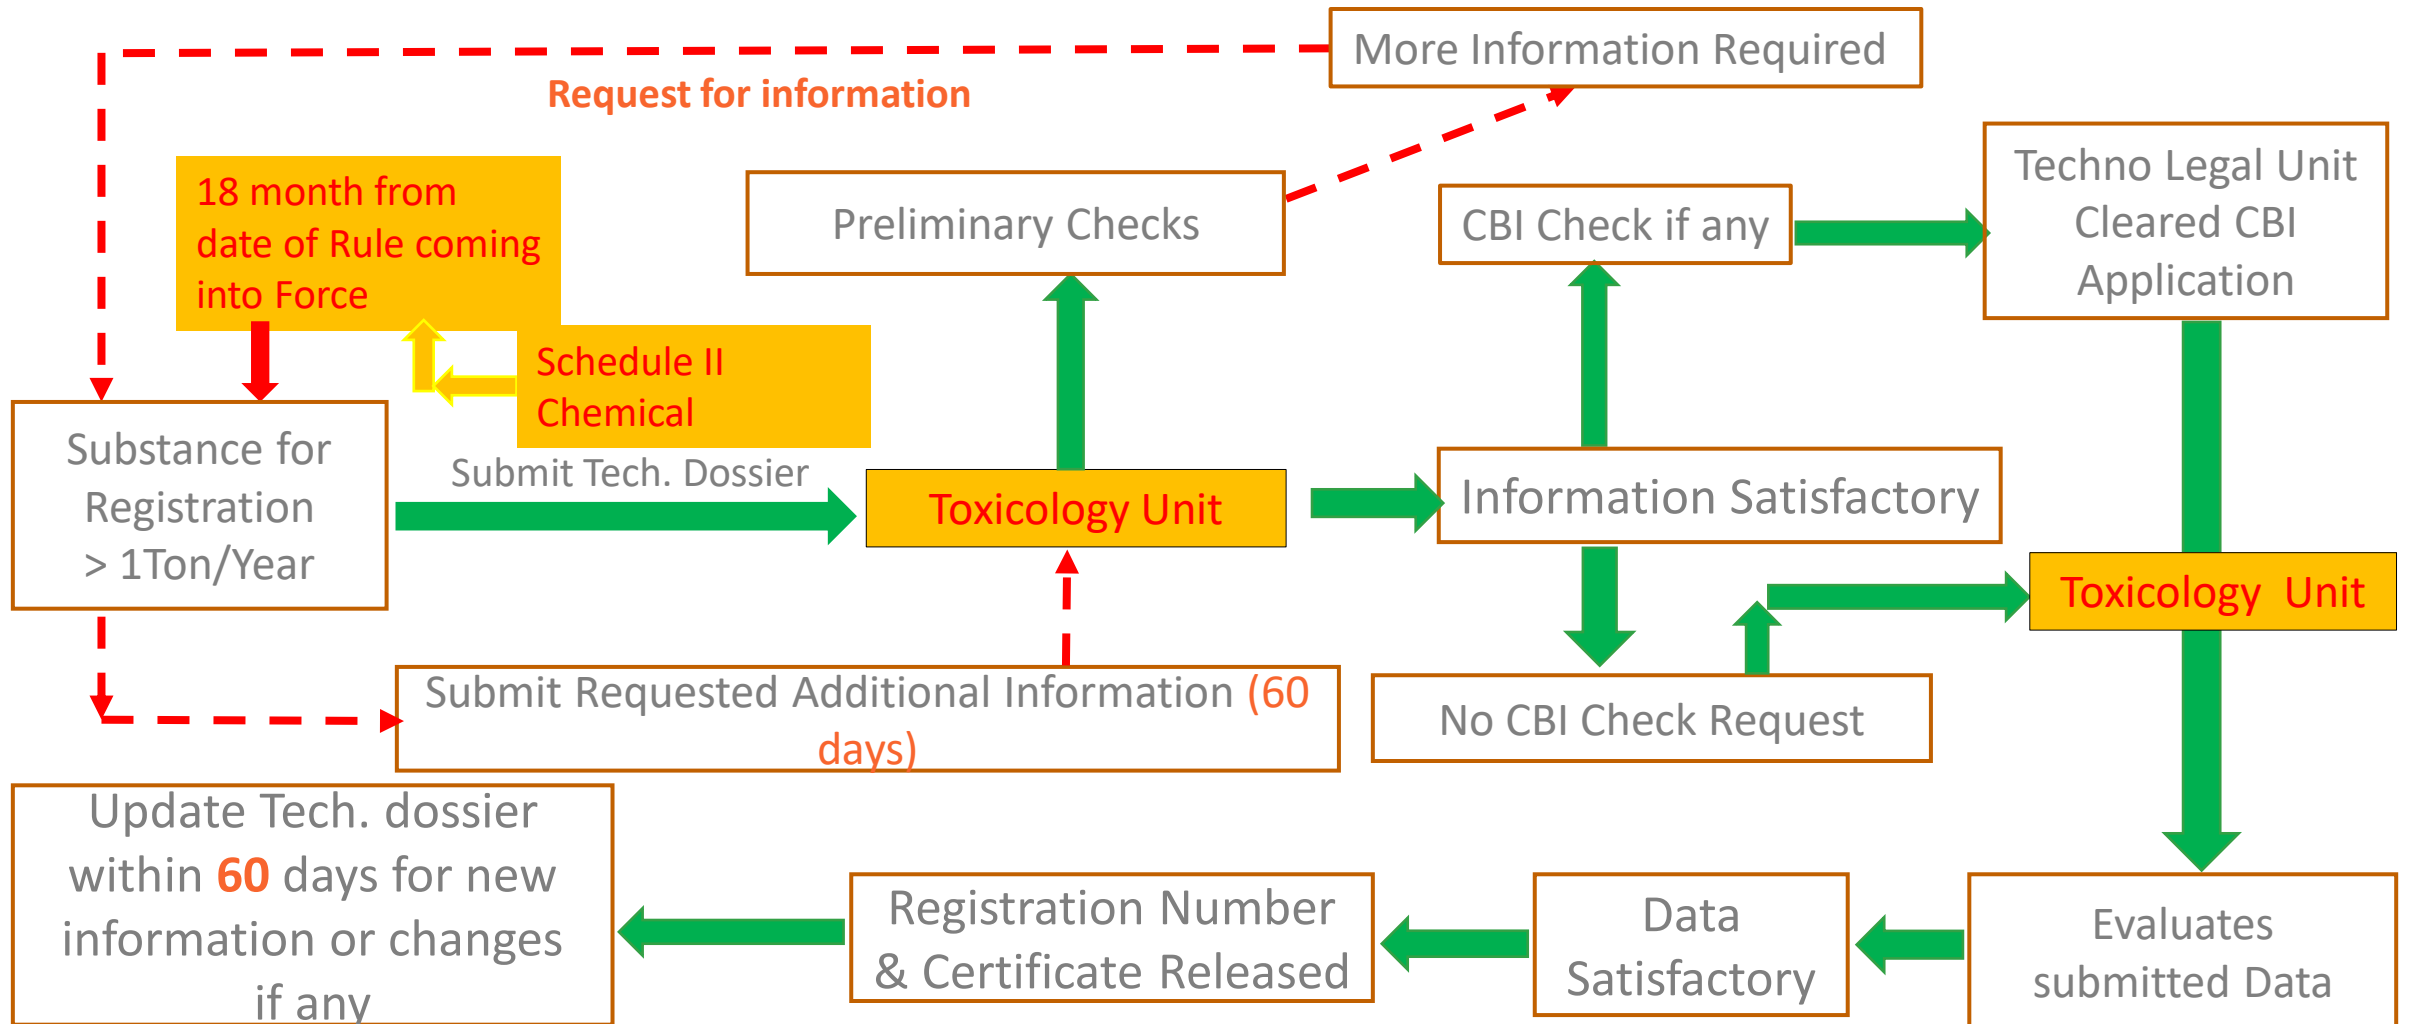 More Information Required
Request for information
18 month from
date of Rule coming
into Force
Preliminary Checks
CBI Check if any
Techno Legal Unit
Cleared CBI
Application
Schedule II
Chemical
Substance for
Registration
> 1Ton/Year
Submit Tech. Dossier
Toxicology Unit
Information Satisfactory
Toxicology Unit
Submit Requested Additional Information (60
days)
No CBI Check Request
Update Tech. dossier
within 60 days for new
information or changes
if any
Registration Number
& Certificate Released
Data
Satisfactory
Evaluates
submitted Data